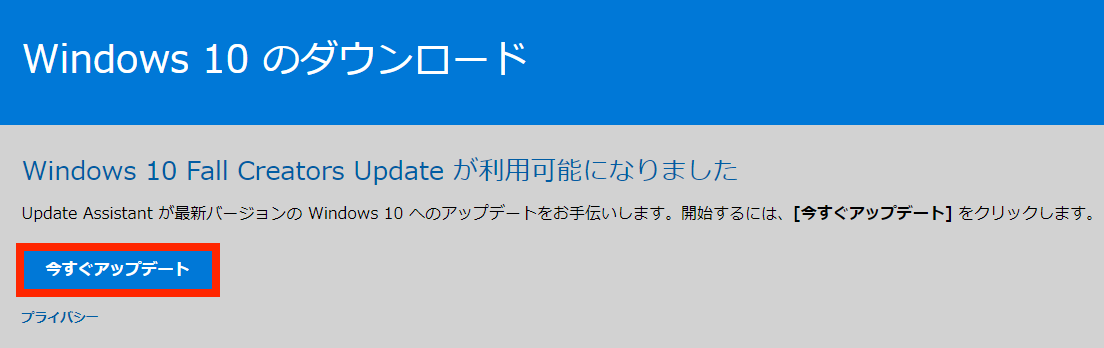 Windows 10 のダウンロード
Windows 10 Fall Creators Update が利用可能になりました
Update Assistant が最新バージョンの Windows 10 へのアップデートをお手伝いします。開始するには、[今すぐアップデート] をクリックします。
今すぐアップデート
プライバシー